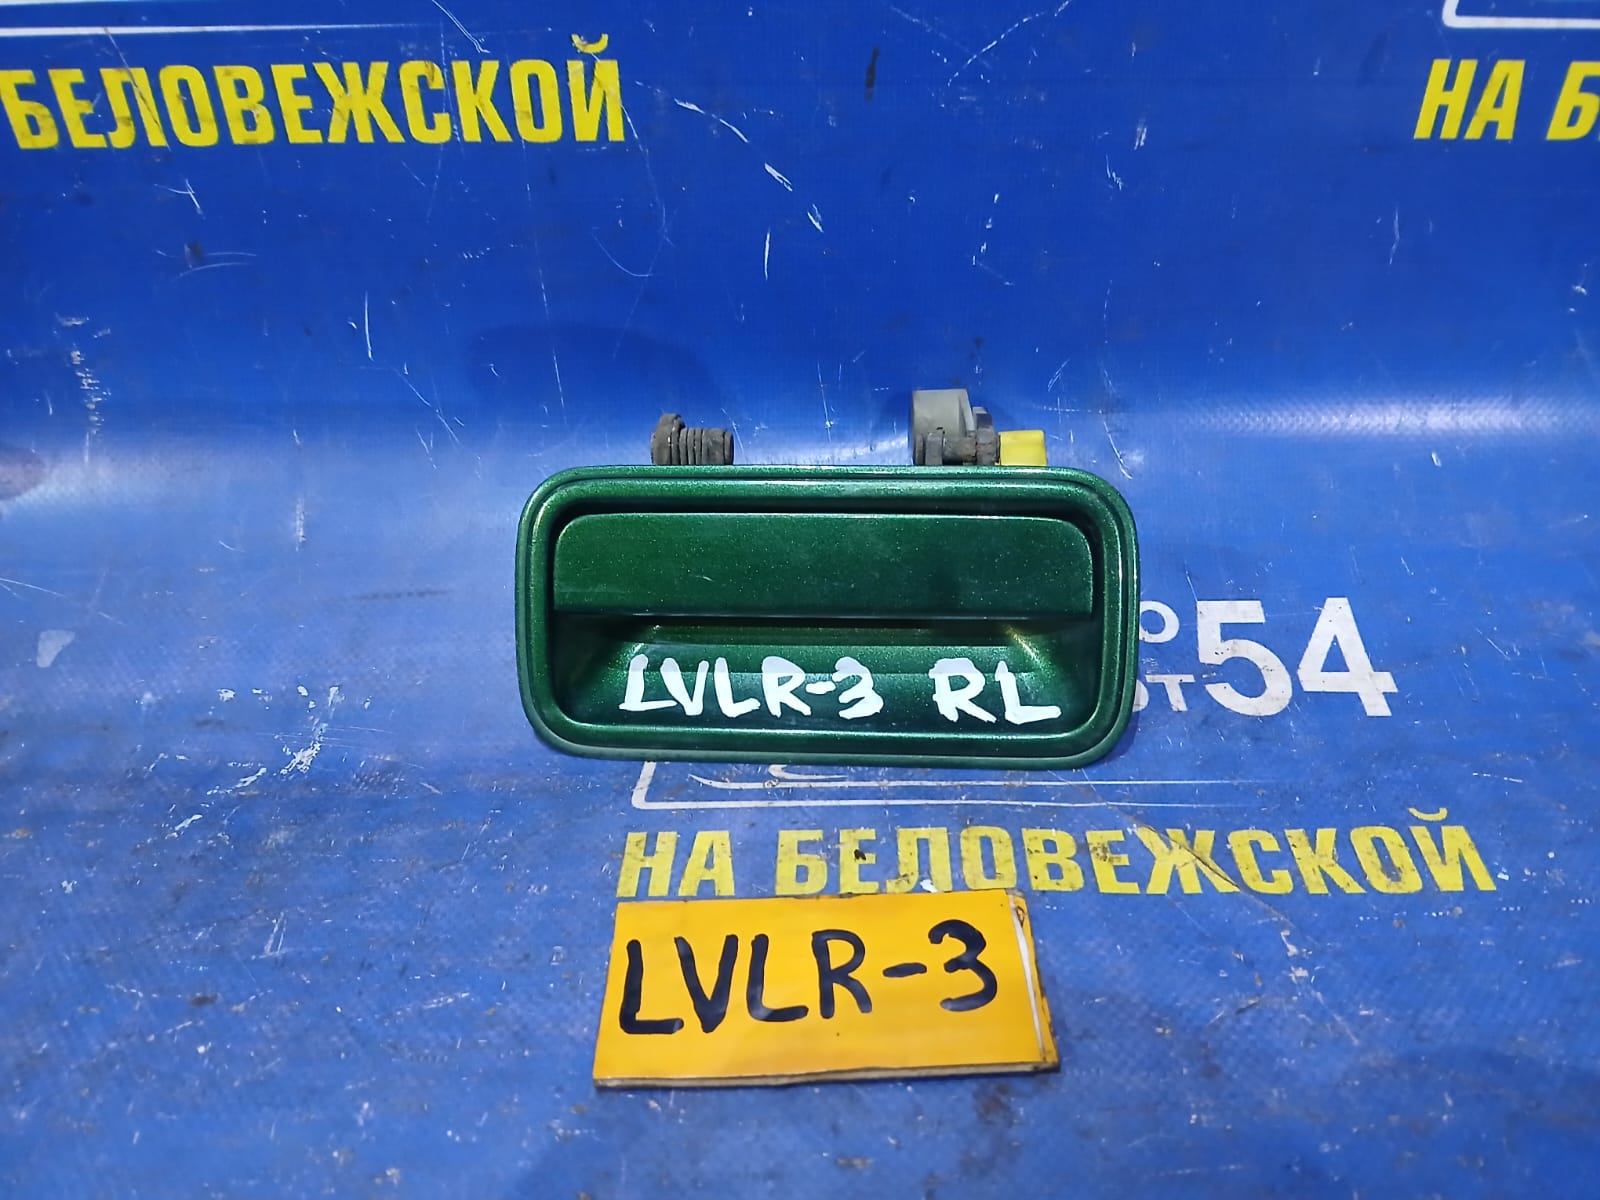 БЕЛОВЕЖСКОЙ
НА Б
LVLR-3 RL
54
НА БЕЛОВЕЖСКОЙ
LVLR-3